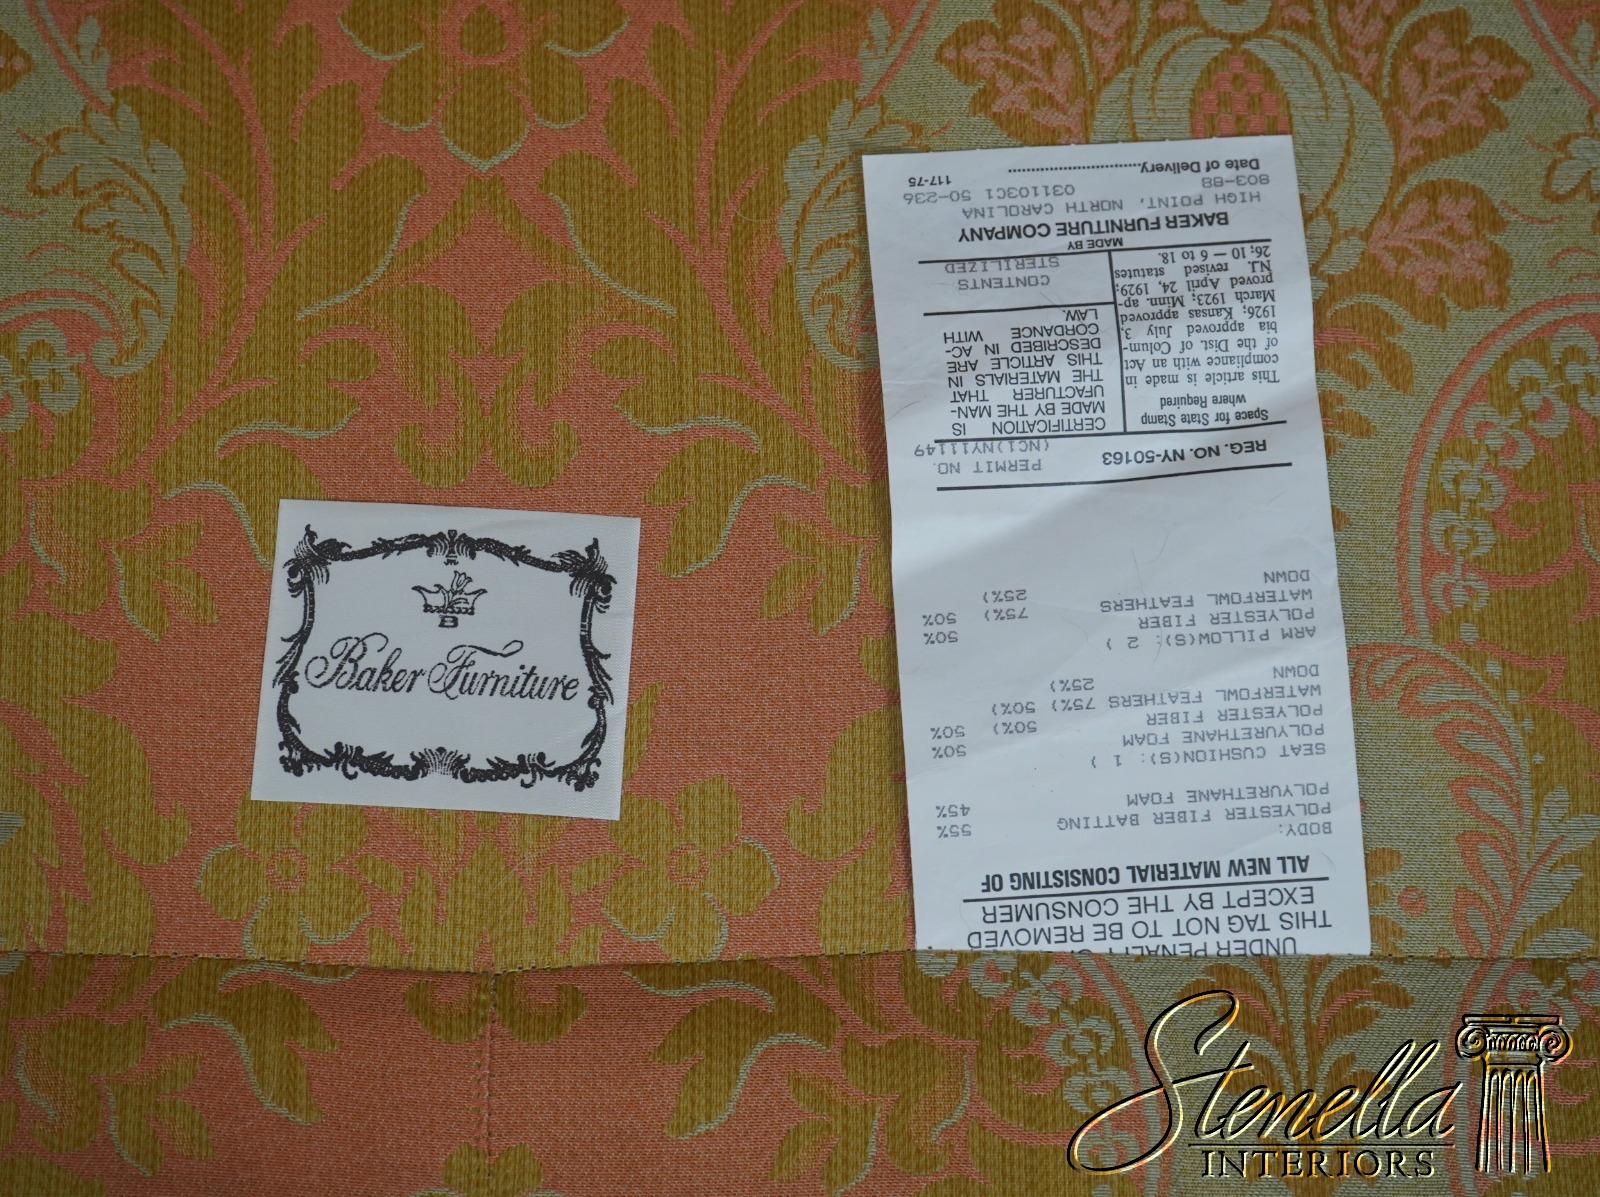 B
Baker Furniture
UNDER PENALTY
THIS TAG NOT TO BE REMOVED
EXCEPT BY THE CONSUMER
ALL NEW MATERIAL CONSISTING OF
BODY:
POLYESTER FIBER BATTING 55%
POLYURETHANE FOAM 45%
SEAT CUSHION(S): 1 )
POLYURETHANE FOAM 50%
POLYESTER FIBER 50%) 50%
WATERFOWL FEATHERS 75%) 50%)
DOWN 25%)
ARM PILLOW(S): 2 )
POLYESTER FIBER 50%
WATERFOWL FEATHERS 75%) 50%
DOWN 25%)
REG. NO. NY-50163 PERMIT NO.
(NC1)NY11149
Space for State Stamp
where Required
This article is made in
compliance with an Act
of the Dist. of Colum-
bia approved July 3,
1926; Kansas approved
March 1923; Minn. ap-
proved April 24, 1929;
N.J. revised statutes
26; 10 — 6 to 18.
CERTIFICATION IS
MADE BY THE MAN-
UFACTURER THAT
THE MATERIALS IN
THIS ARTICLE ARE
DESCRIBED IN AC-
CORDANCE WITH
LAW.
CONTENTS
STERILIZED
MADE BY
BAKER FURNITURE COMPANY
HIGH POINT, NORTH CAROLINA
803-88 031103C1 50-236
Date of Delivery........................ 117-75
Stenella
INTERIORS